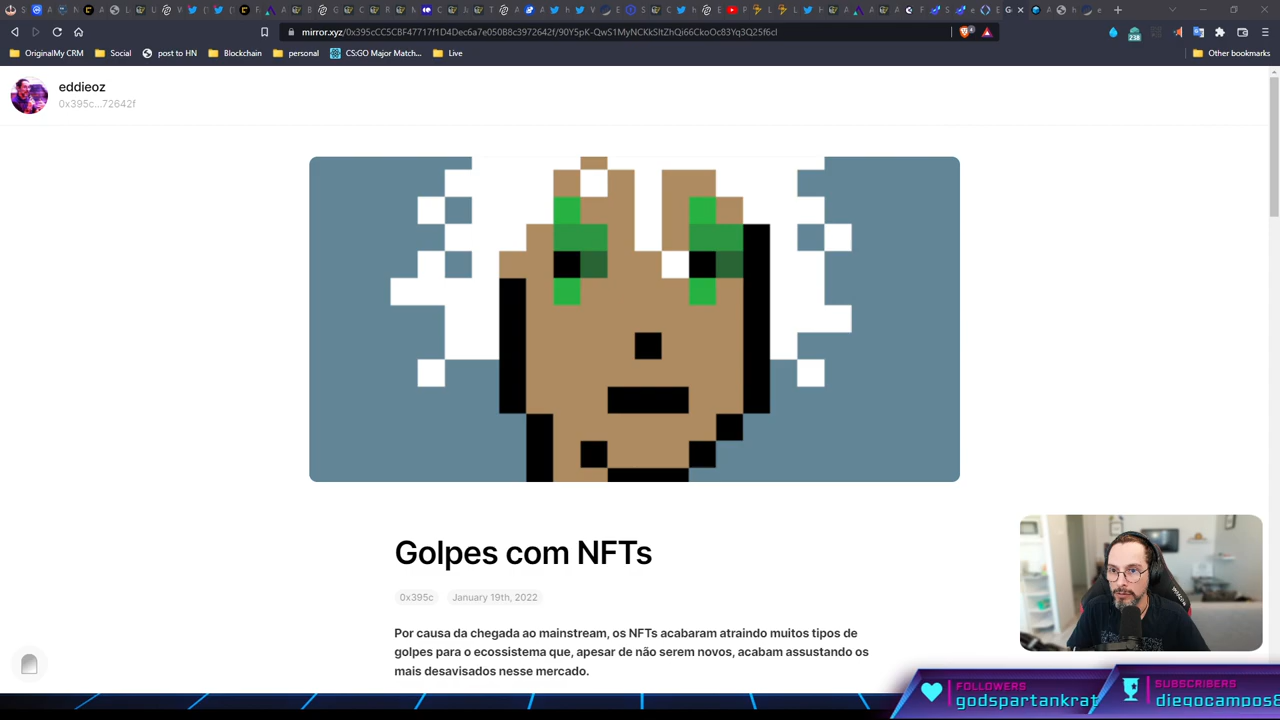 mirror.xyz/0x395cCC5CBF47717f1D4Dec6a7e050B8c3972642f/90Y5pK-QwS1MyNCKkSltZhQi66CkoOc83Yq3Q25f6cI
238
OriginalMy CRM
Social
post to HN
Blockchain
personal
CS:GO Major Match...
Live
Other bookmarks
eddieoz
0x395c...72642f
Golpes com NFTs
0x395c
January 19th, 2022
Por causa da chegada ao mainstream, os NFTs acabaram atraindo muitos tipos de
golpes para o ecossistema que, apesar de não serem novos, acabam assustando os
mais desavisados nesse mercado.
FOLLOWERS
godspartankrat
SUBSCRIBERS
diegocampos8